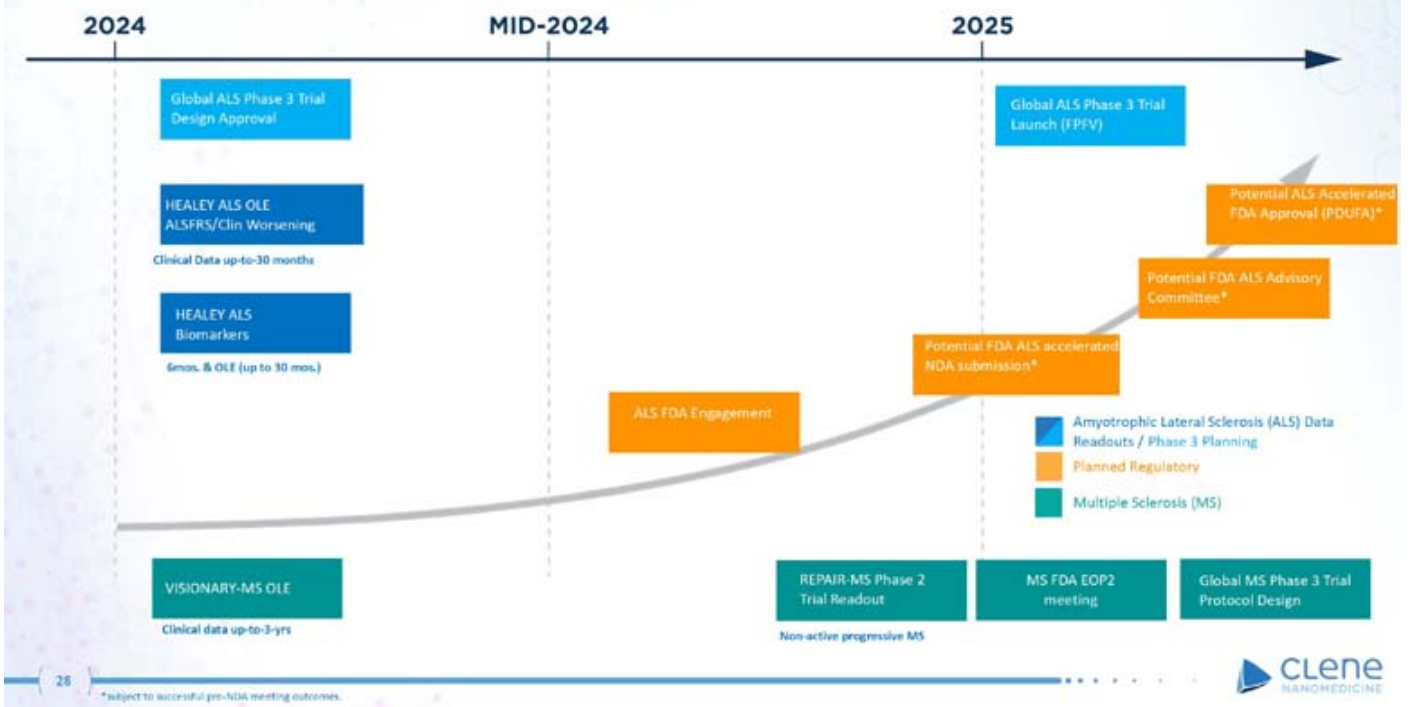 2024
MID-2024
2025
Global ALS Phase 3 Trial
Design Approval
Global ALS Phase 3 Trial
Launch (FPFV)
HEALEY ALS OLE
ALSFRS/Clin Worsening
Clinical Data up-to-30 months
Potential ALS Accelerated
FDA Approval (PDUFA)*
Potential FDA ALS Advisory
Committee*
HEALEY ALS
Biomarkers
6mos. & OLE (up to 30 mos.)
Potential FDA ALS accelerated
NDA submission*
ALS FDA Engagement
Amyotrophic Lateral Sclerosis (ALS) Data
Readouts / Phase 3 Planning
Planned Regulatory
Multiple Sclerosis (MS)
VISIONARY-MS OLE
Clinical data up-to-3-yrs
REPAIR-MS Phase 2
Trial Readout
Non-active progressive MS
MS FDA EOP2
meeting
Global MS Phase 3 Trial
Protocol Design
28
*subject to successful pre-NDA meeting outcomes.
CLENE
NANOMEDICINE